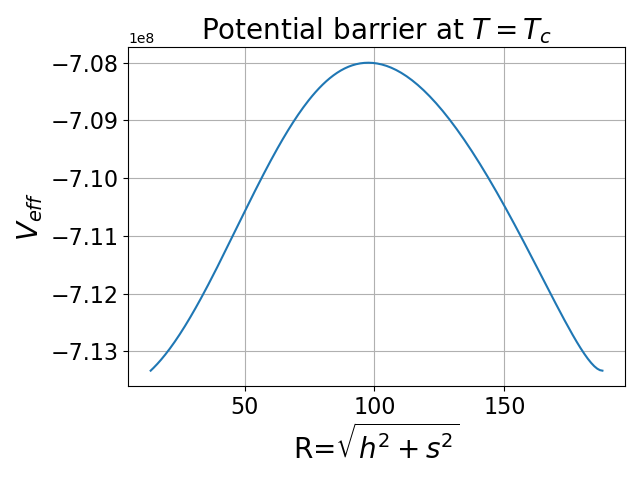 Potential barrier at $T = T_c$
1e8
−7.08
−7.09
−7.10
−7.11
−7.12
−7.13
$V_{eff}$
50 100 150
R=$\sqrt{h^2 + s^2}$